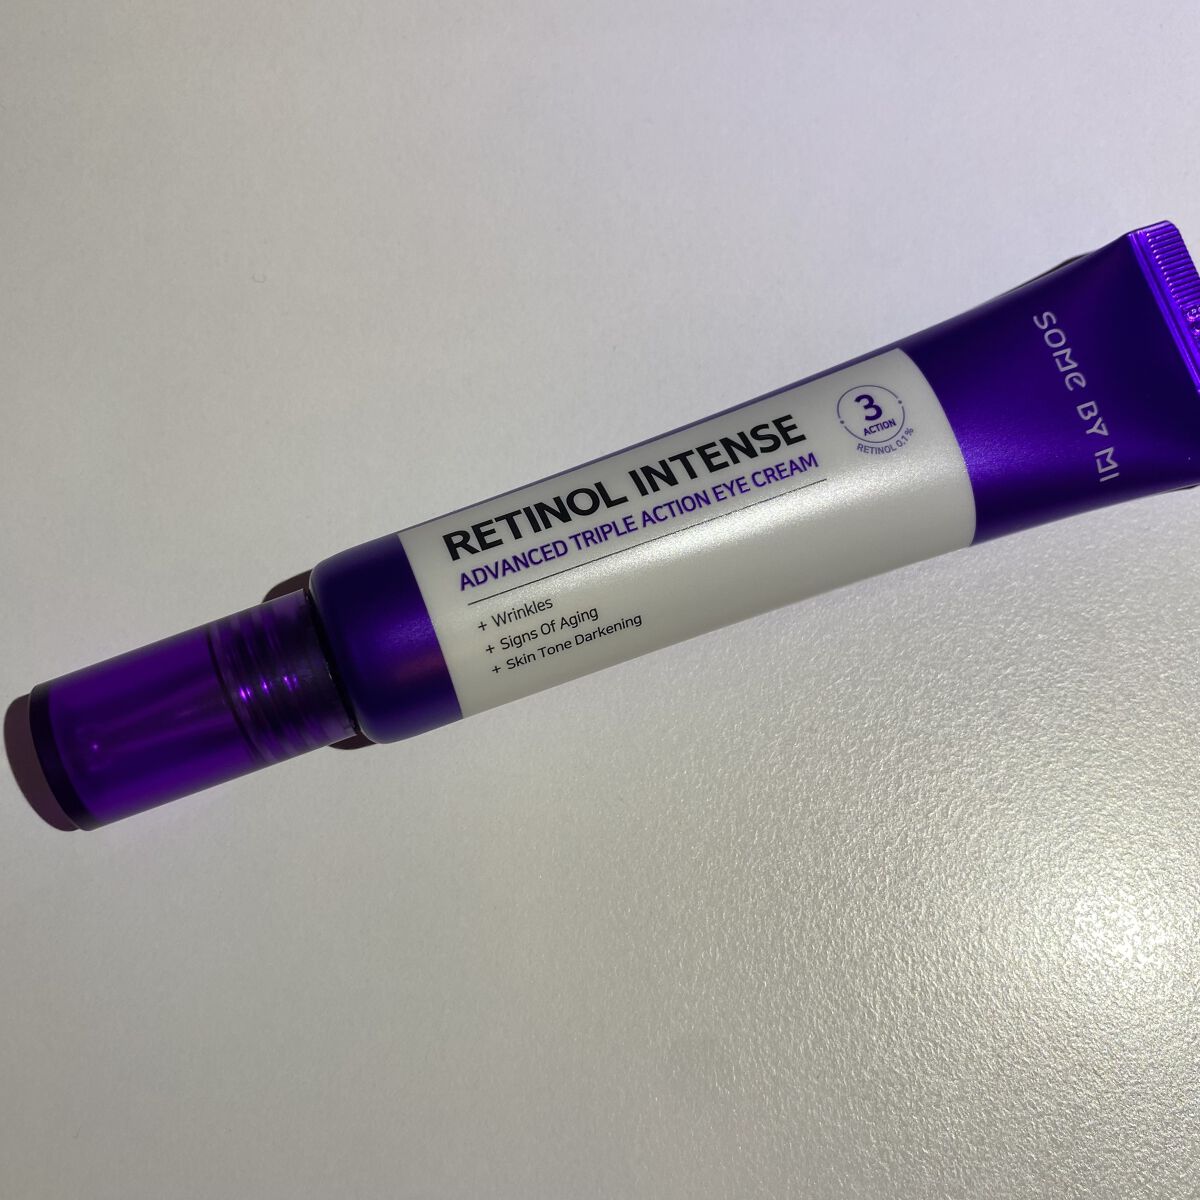 RETINOL INTENSE
ADVANCED TRIPLE ACTION EYE CREAM
+ Wrinkles
+ Signs Of Aging
+ Skin Tone Darkening
3
ACTION
RETINOL 0.1%
SOME BY MI